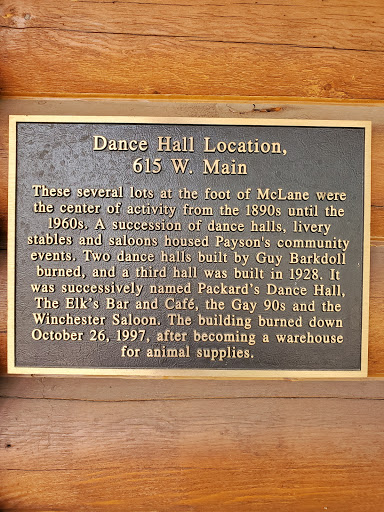 Dance Hall Location,
615 W. Main
These several lots at the foot of McLane were
the center of activity from the 1890s until the
1960s. A succession of dance halls, livery
stables and saloons housed Payson's community
events. Two dance halls built by Guy Barkdoll
burned, and a third hall was built in 1928. It
was successively named Packard's Dance Hall,
The Elk's Bar and Café, the Gay 90s and the
Winchester Saloon. The building burned down
October 26, 1997, after becoming a warehouse
for animal supplies.